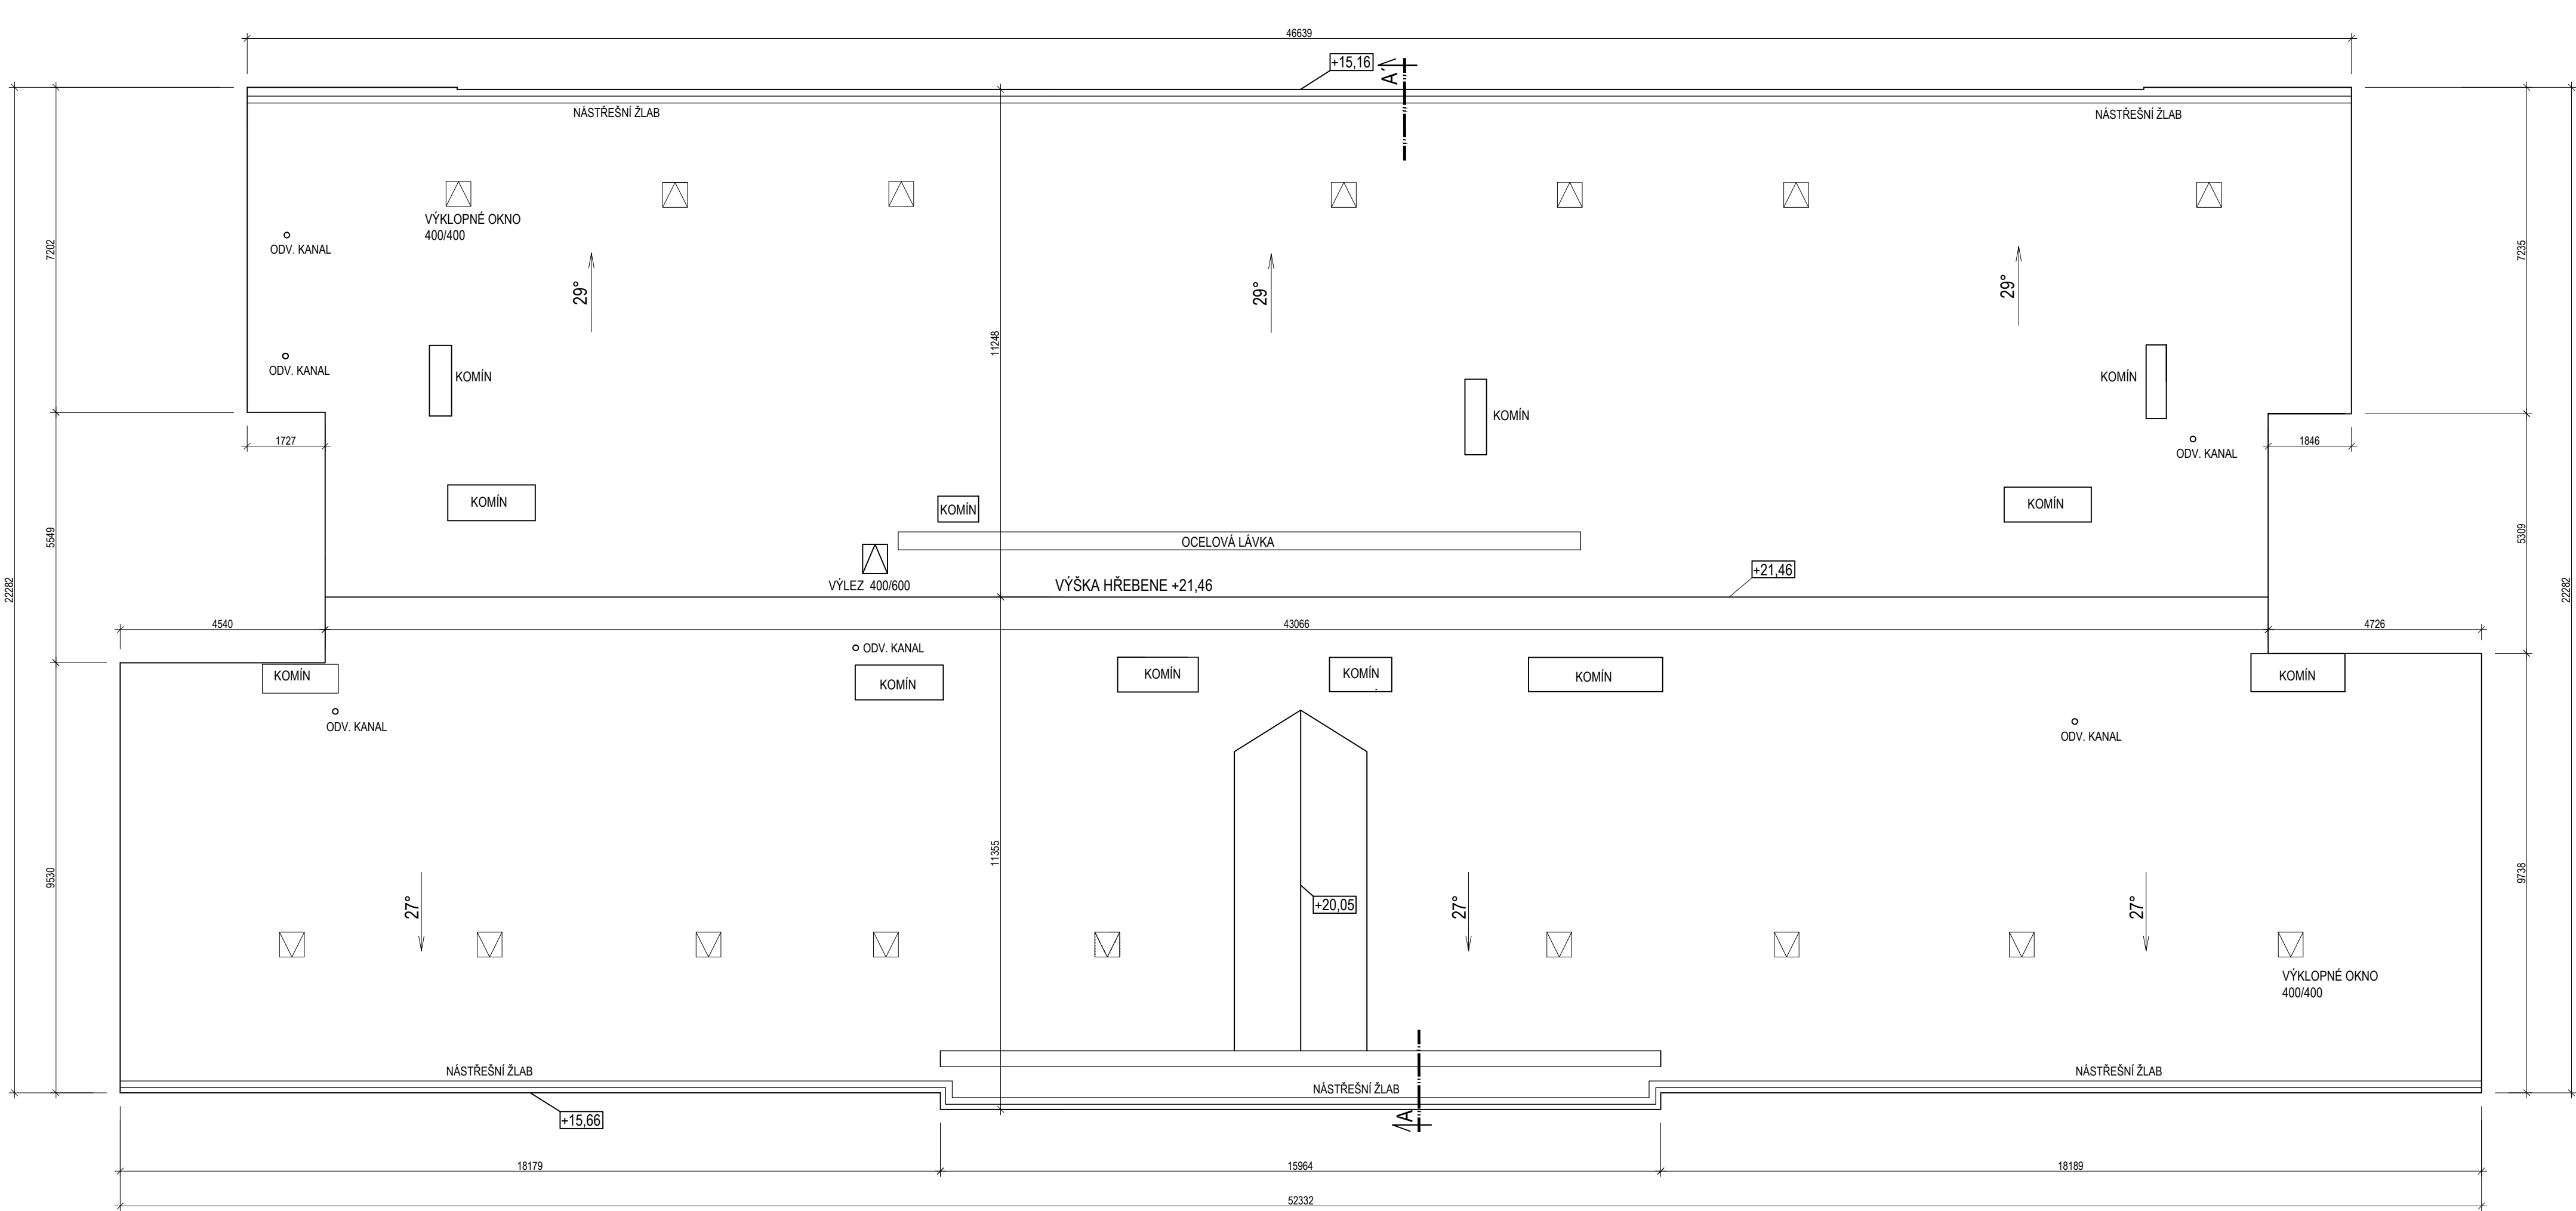 46639
+15,16
A´
NÁSTŘEŠNÍ ŽLAB
NÁSTŘEŠNÍ ŽLAB
VÝKLOPNÉ OKNO
400/400
ODV. KANAL
7202
7235
29°
29°
29°
11248
ODV. KANAL
KOMÍN
KOMÍN
KOMÍN
1727
1846
ODV. KANAL
KOMÍN
KOMÍN
KOMÍN
5549
5309
OCELOVÁ LÁVKA
VÝLEZ 400/600
VÝŠKA HŘEBENE +21,46
+21,46
22282
22282
4540
43066
4726
ODV. KANAL
KOMÍN
KOMÍN
KOMÍN
KOMÍN
KOMÍN
KOMÍN
ODV. KANAL
ODV. KANAL
11355
9530
9738
27°
27°
27°
+20,05
VÝKLOPNÉ OKNO
400/400
NÁSTŘEŠNÍ ŽLAB
NÁSTŘEŠNÍ ŽLAB
NÁSTŘEŠNÍ ŽLAB
+15,66
A
18179
15964
18189
52332